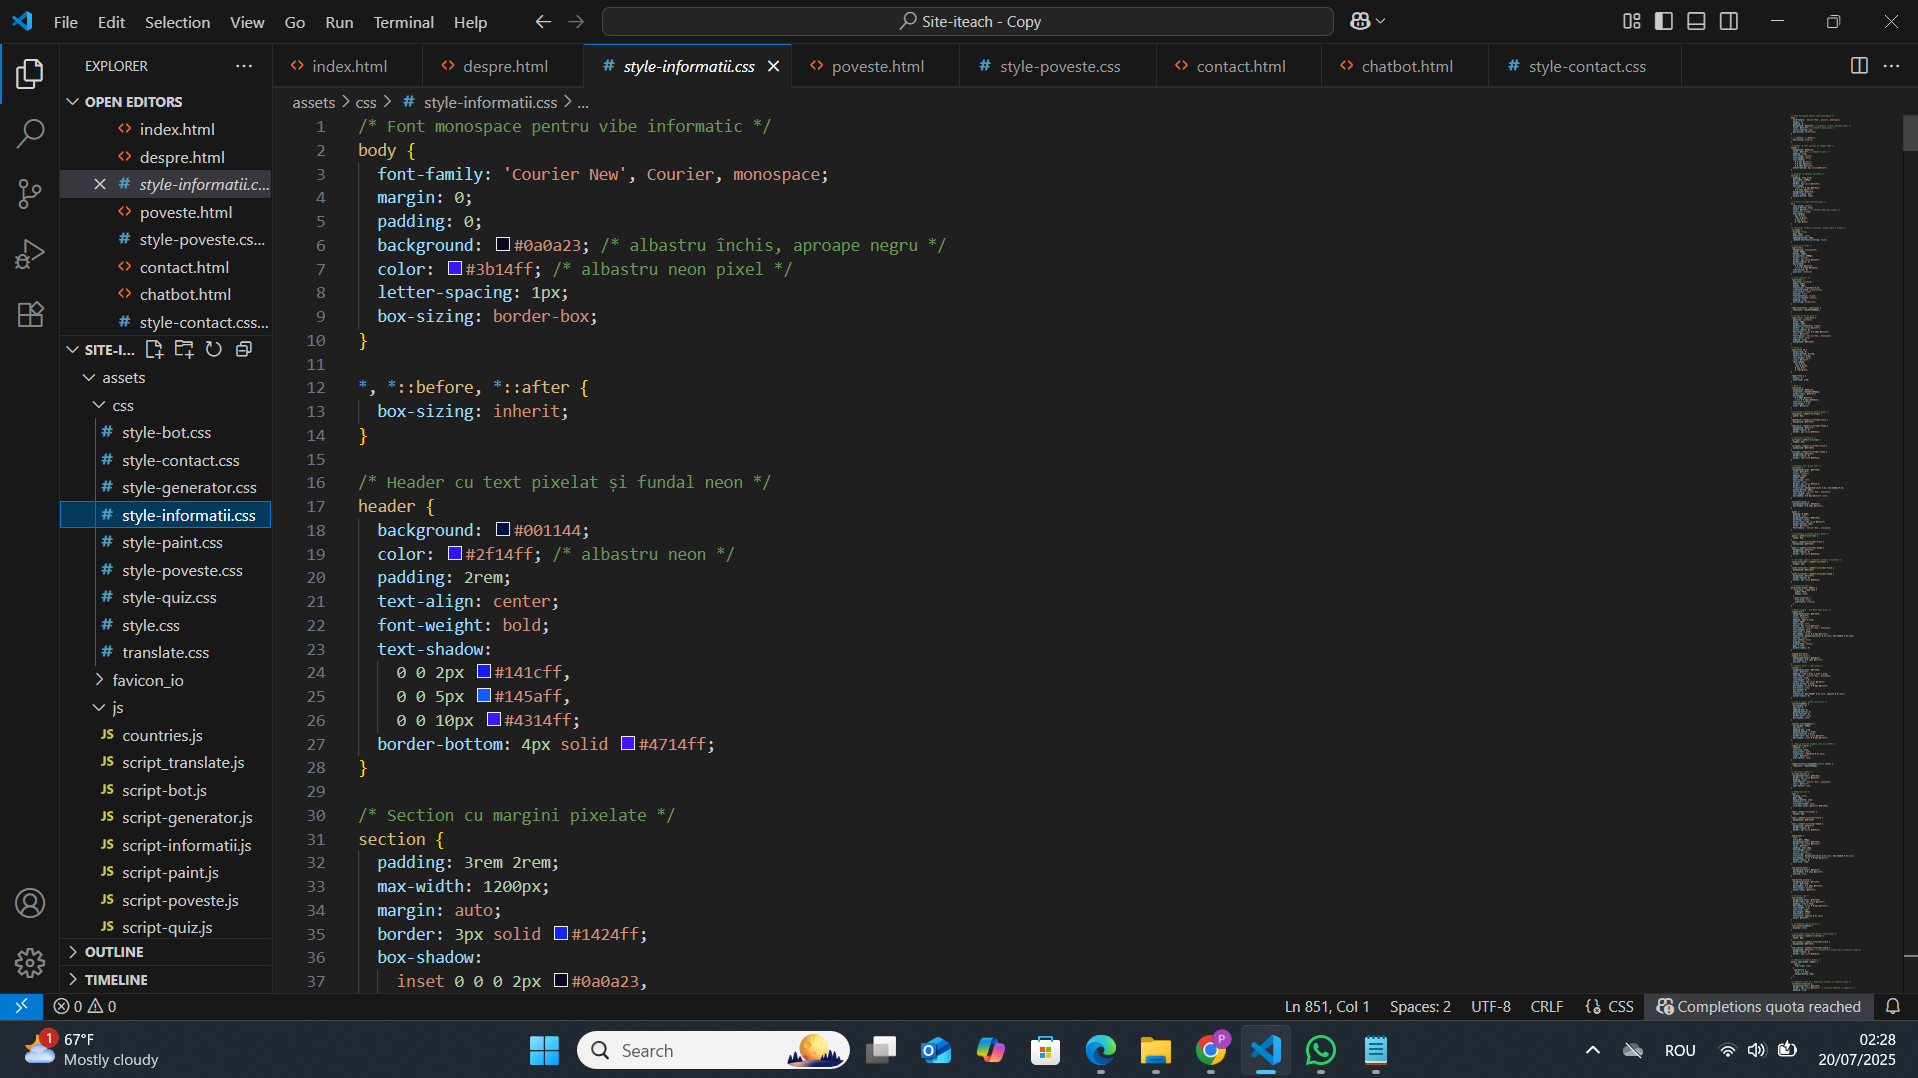 File Edit Selection View Go Run Terminal Help
Site-iteach - Copy
EXPLORER
index.html
despre.html
style-informatii.css
poveste.html
style-poveste.css
contact.html
chatbot.html
style-contact.css
OPEN EDITORS
index.html
despre.html
style-informatii.c...
poveste.html
style-poveste.cs...
contact.html
chatbot.html
style-contact.css...
SITE-I...
assets
css
style-bot.css
style-contact.css
style-generator.css
style-informatii.css
style-paint.css
style-poveste.css
style-quiz.css
style.css
translate.css
favicon_io
js
JS countries.js
JS script_translate.js
JS script-bot.js
JS script-generator.js
JS script-informatii.js
JS script-paint.js
JS script-poveste.js
JS script-quiz.js
OUTLINE
TIMELINE
assets > css > # style-informatii.css > ...
1 /* Font monospace pentru vibe informatic */
2 body {
3 font-family: 'Courier New', Courier, monospace;
4 margin: 0;
5 padding: 0;
6 background: #0a0a23; /* albastru închis, aproape negru */
7 color: #3b14ff; /* albastru neon pixel */
8 letter-spacing: 1px;
9 box-sizing: border-box;
10 }
11
12 *, *::before, *::after {
13 box-sizing: inherit;
14 }
15
16 /* Header cu text pixelat și fundal neon */
17 header {
18 background: #001144;
19 color: #2f14ff; /* albastru neon */
20 padding: 2rem;
21 text-align: center;
22 font-weight: bold;
23 text-shadow:
24 0 0 2px #141cff,
25 0 0 5px #145aff,
26 0 0 10px #4314ff;
27 border-bottom: 4px solid #4714ff;
28 }
29
30 /* Section cu margini pixelate */
31 section {
32 padding: 3rem 2rem;
33 max-width: 1200px;
34 margin: auto;
35 border: 3px solid #1424ff;
36 box-shadow:
37 inset 0 0 0 2px #0a0a23,
0 0
Ln 851, Col 1
Spaces: 2
UTF-8
CRLF
CSS
Completions quota reached
1
67°F
Mostly cloudy
Search
P
ROU
02:28
20/07/2025